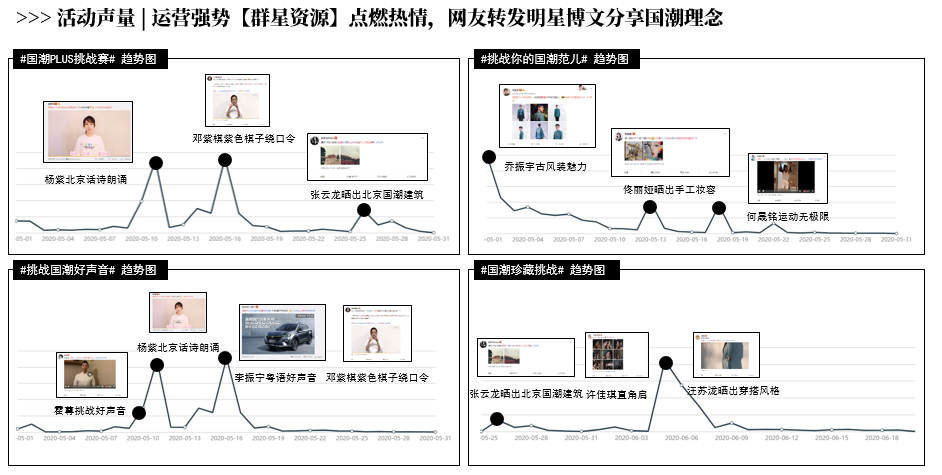 >>> 活动声量 | 运营强势【群星资源】点燃热情，网友转发明星博文分享国潮理念
#国潮PLUS挑战赛# 趋势图
杨紫北京话诗朗诵
邓紫棋紫色棋子绕口令
张云龙晒出北京国潮建筑
-05-01 2020-05-04 2020-05-07 2020-05-10 2020-05-13 2020-05-16 2020-05-19 2020-05-22 2020-05-25 2020-05-28 2020-05-31
#挑战你的国潮范儿# 趋势图
乔振宇古风装魅力
佟丽娅晒出手工妆容
何晟铭运动无极限
-05-01 2020-05-04 2020-05-07 2020-05-10 2020-05-13 2020-05-16 2020-05-19 2020-05-22 2020-05-25 2020-05-28 2020-05-31
#挑战国潮好声音# 趋势图
霍尊挑战好声音
杨紫北京话诗朗诵
李振宁粤语好声音
邓紫棋紫色棋子绕口令
-05-01 2020-05-04 2020-05-07 2020-05-10 2020-05-13 2020-05-16 2020-05-19 2020-05-22 2020-05-25 2020-05-28 2020-05-31
#国潮珍藏挑战# 趋势图
张云龙晒出北京国潮建筑
许佳琪直角肩
汪苏泷晒出穿搭风格
-05-25 2020-05-28 2020-05-31 2020-06-03 2020-06-06 2020-06-09 2020-06-12 2020-06-15 2020-06-18